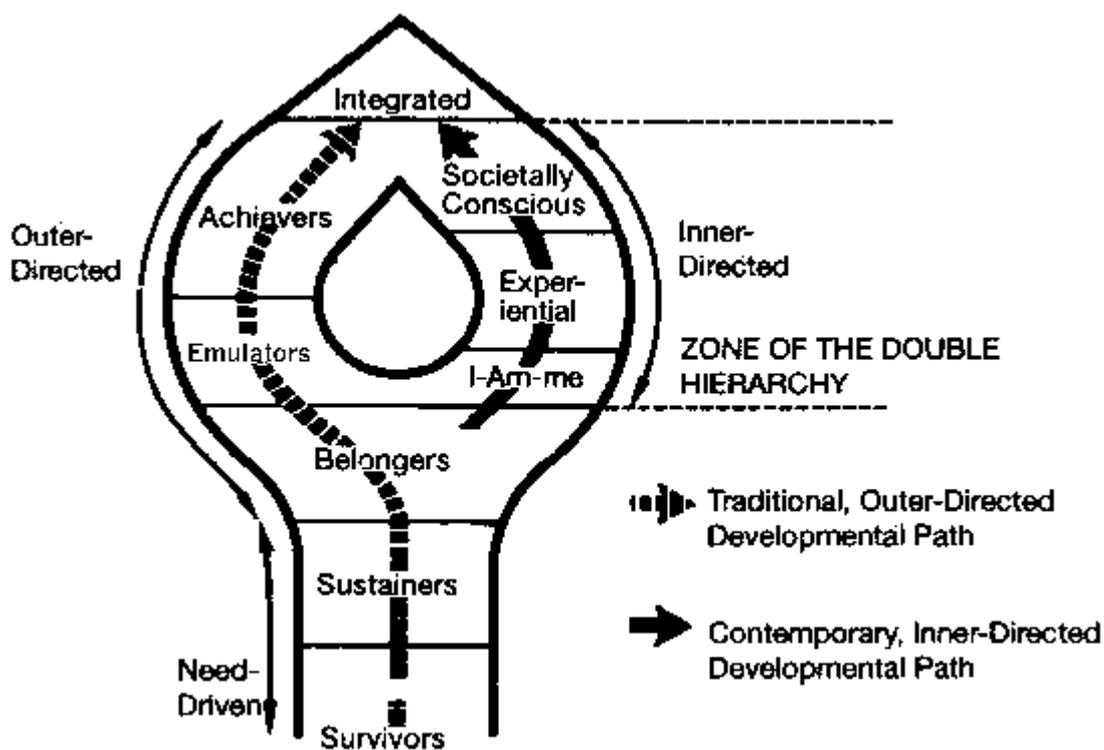 Integrated
Societally
Conscious
Achievers
Outer-
Directed
Inner-
Directed
Exper-
iential
Emulators
ZONE OF THE DOUBLE
HIERARCHY
I-Am-me
Belongers
Traditional, Outer-Directed
Developmental Path
Sustainers
Contemporary, Inner-Directed
Developmental Path
Need-
Driven
Survivors